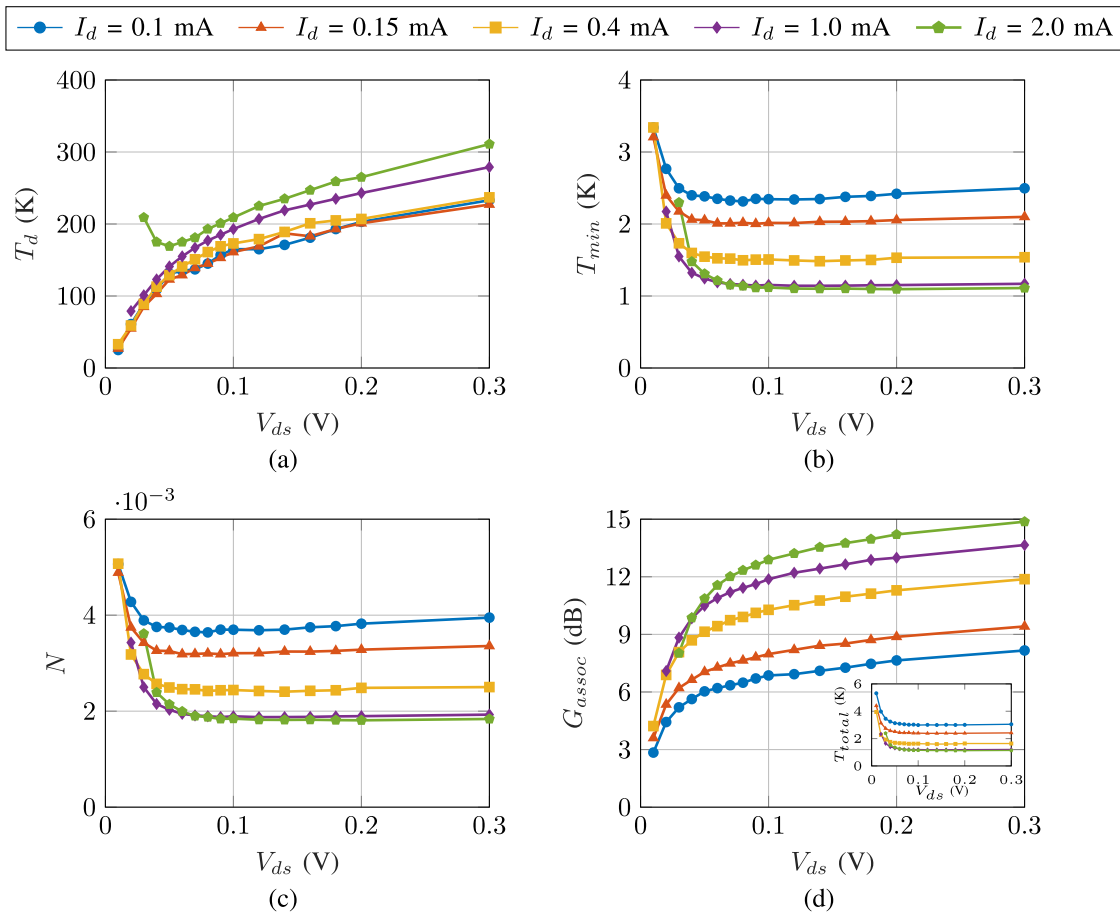 I_d = 0.1 mA I_d = 0.15 mA I_d = 0.4 mA I_d = 1.0 mA I_d = 2.0 mA
400
300
200
100
0
T_d (K)
0 0.1 0.2 0.3
V_ds (V)
(a)
4
3
2
1
0
T_min (K)
0 0.1 0.2 0.3
V_ds (V)
(b)
·10⁻³
6
4
2
0
N
0 0.1 0.2 0.3
V_ds (V)
(c)
15
12
9
6
3
0
G_assoc (dB)
0 0.1 0.2 0.3
V_ds (V)
6
4
2
0
T_total (K)
0 0.1 0.2 0.3
V_ds (V)
(d)